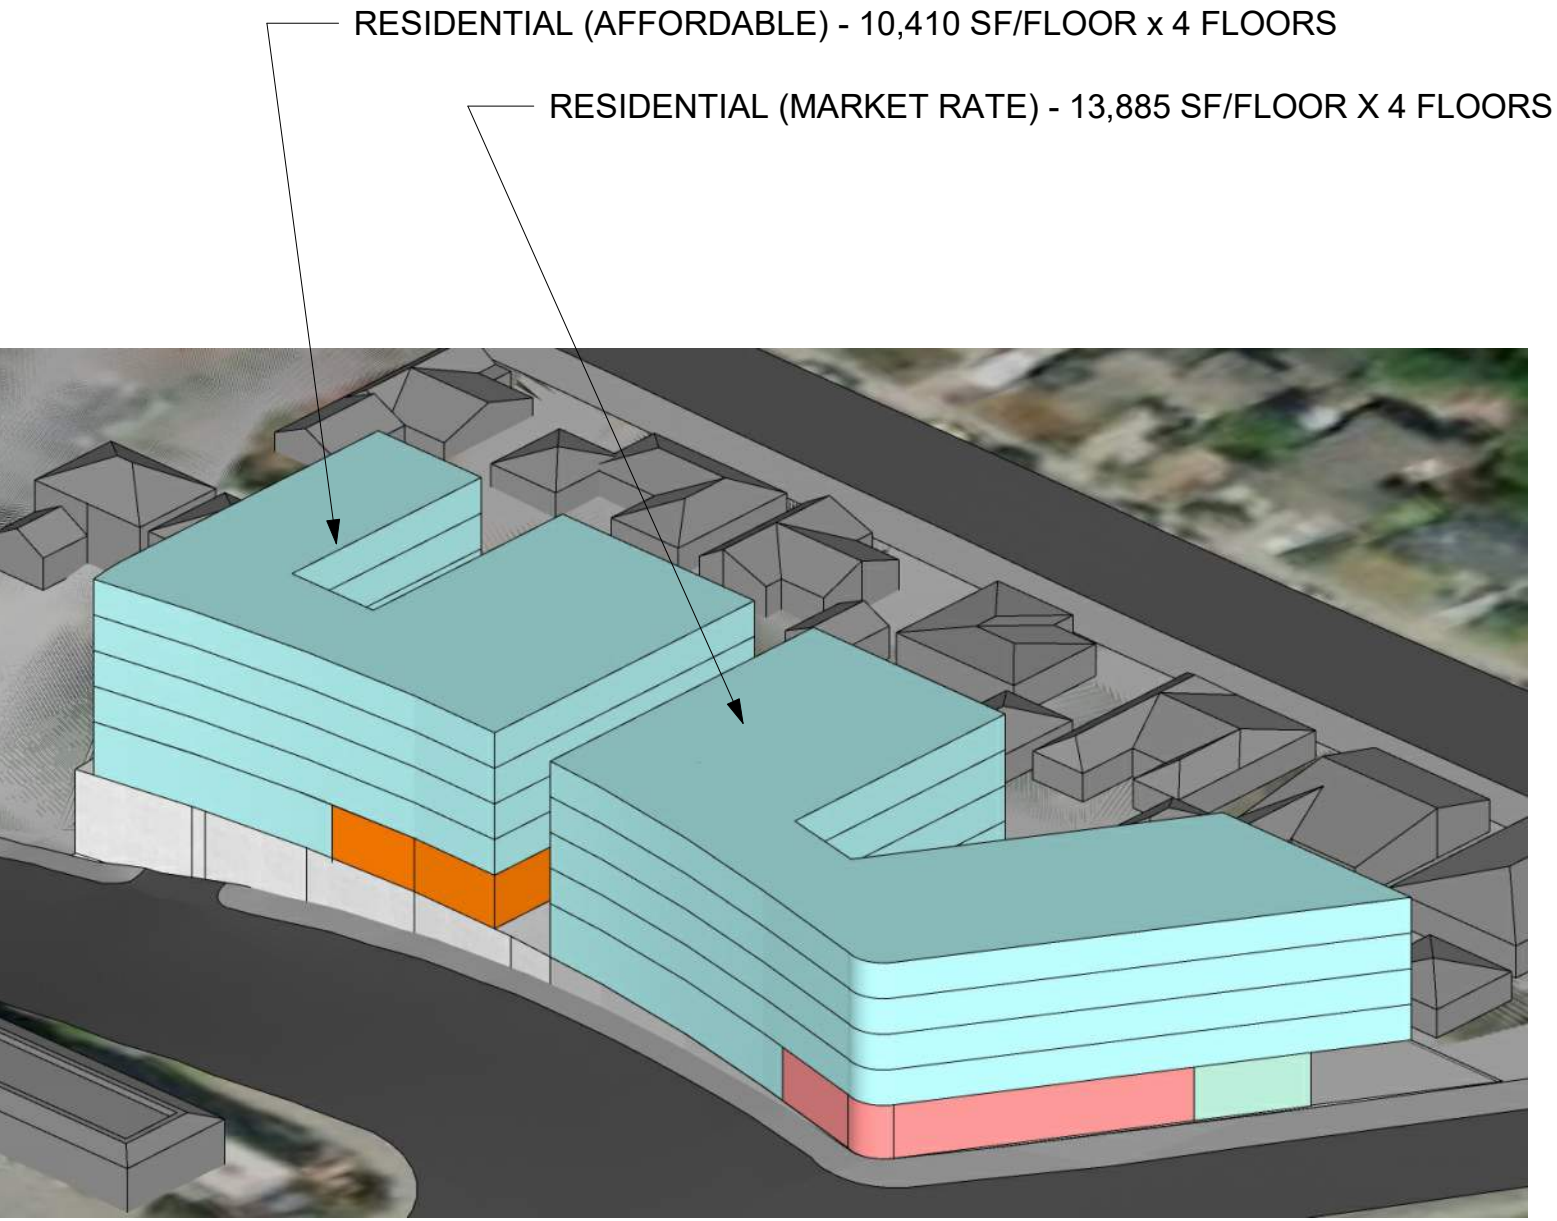 RESIDENTIAL (AFFORDABLE) - 10,410 SF/FLOOR x 4 FLOORS
RESIDENTIAL (MARKET RATE) - 13,885 SF/FLOOR X 4 FLOORS